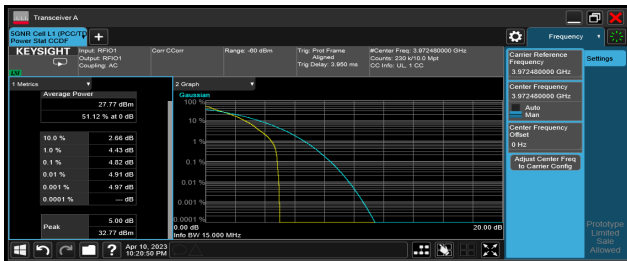 Transceiver A
5GNR Cell L1 (PCC/TC)
Power Stat CCDF
+
Frequency
KEYSIGHT
Input: RFIO1
Output: RFIO1
Coupling: AC
Corr CCorr
Range: -60 dBm
Trig: Prot Frame
Aligned
Trig Delay: 3.950 ms
#Center Freq: 3.972480000 GHz
Counts: 230 k/10.0 Mpt
CC Info: UL, 1 CC
1 Metrics
Average Power
27.77 dBm
51.12 % at 0 dB
10.0 % 2.66 dB
1.0 % 4.43 dB
0.1 % 4.82 dB
0.01 % 4.91 dB
0.001 % 4.97 dB
0.0001 % --- dB
Peak
5.00 dB
32.77 dBm
2 Graph
Gaussian
100 %
10 %
1 %
0.1 %
0.01 %
0.001 %
0.0001 %
0.00 dB
20.00 dB
Info BW 15.000 MHz
Carrier Reference
Frequency
3.972480000 GHz
Center Frequency
3.972480000 GHz
Auto
Man
Center Frequency
Offset
0 Hz
Adjust Center Freq
to Carrier Config
Settings
Prototype
Limited
Sale
Allowed
?
Apr 10, 2023
10:20:50 PM